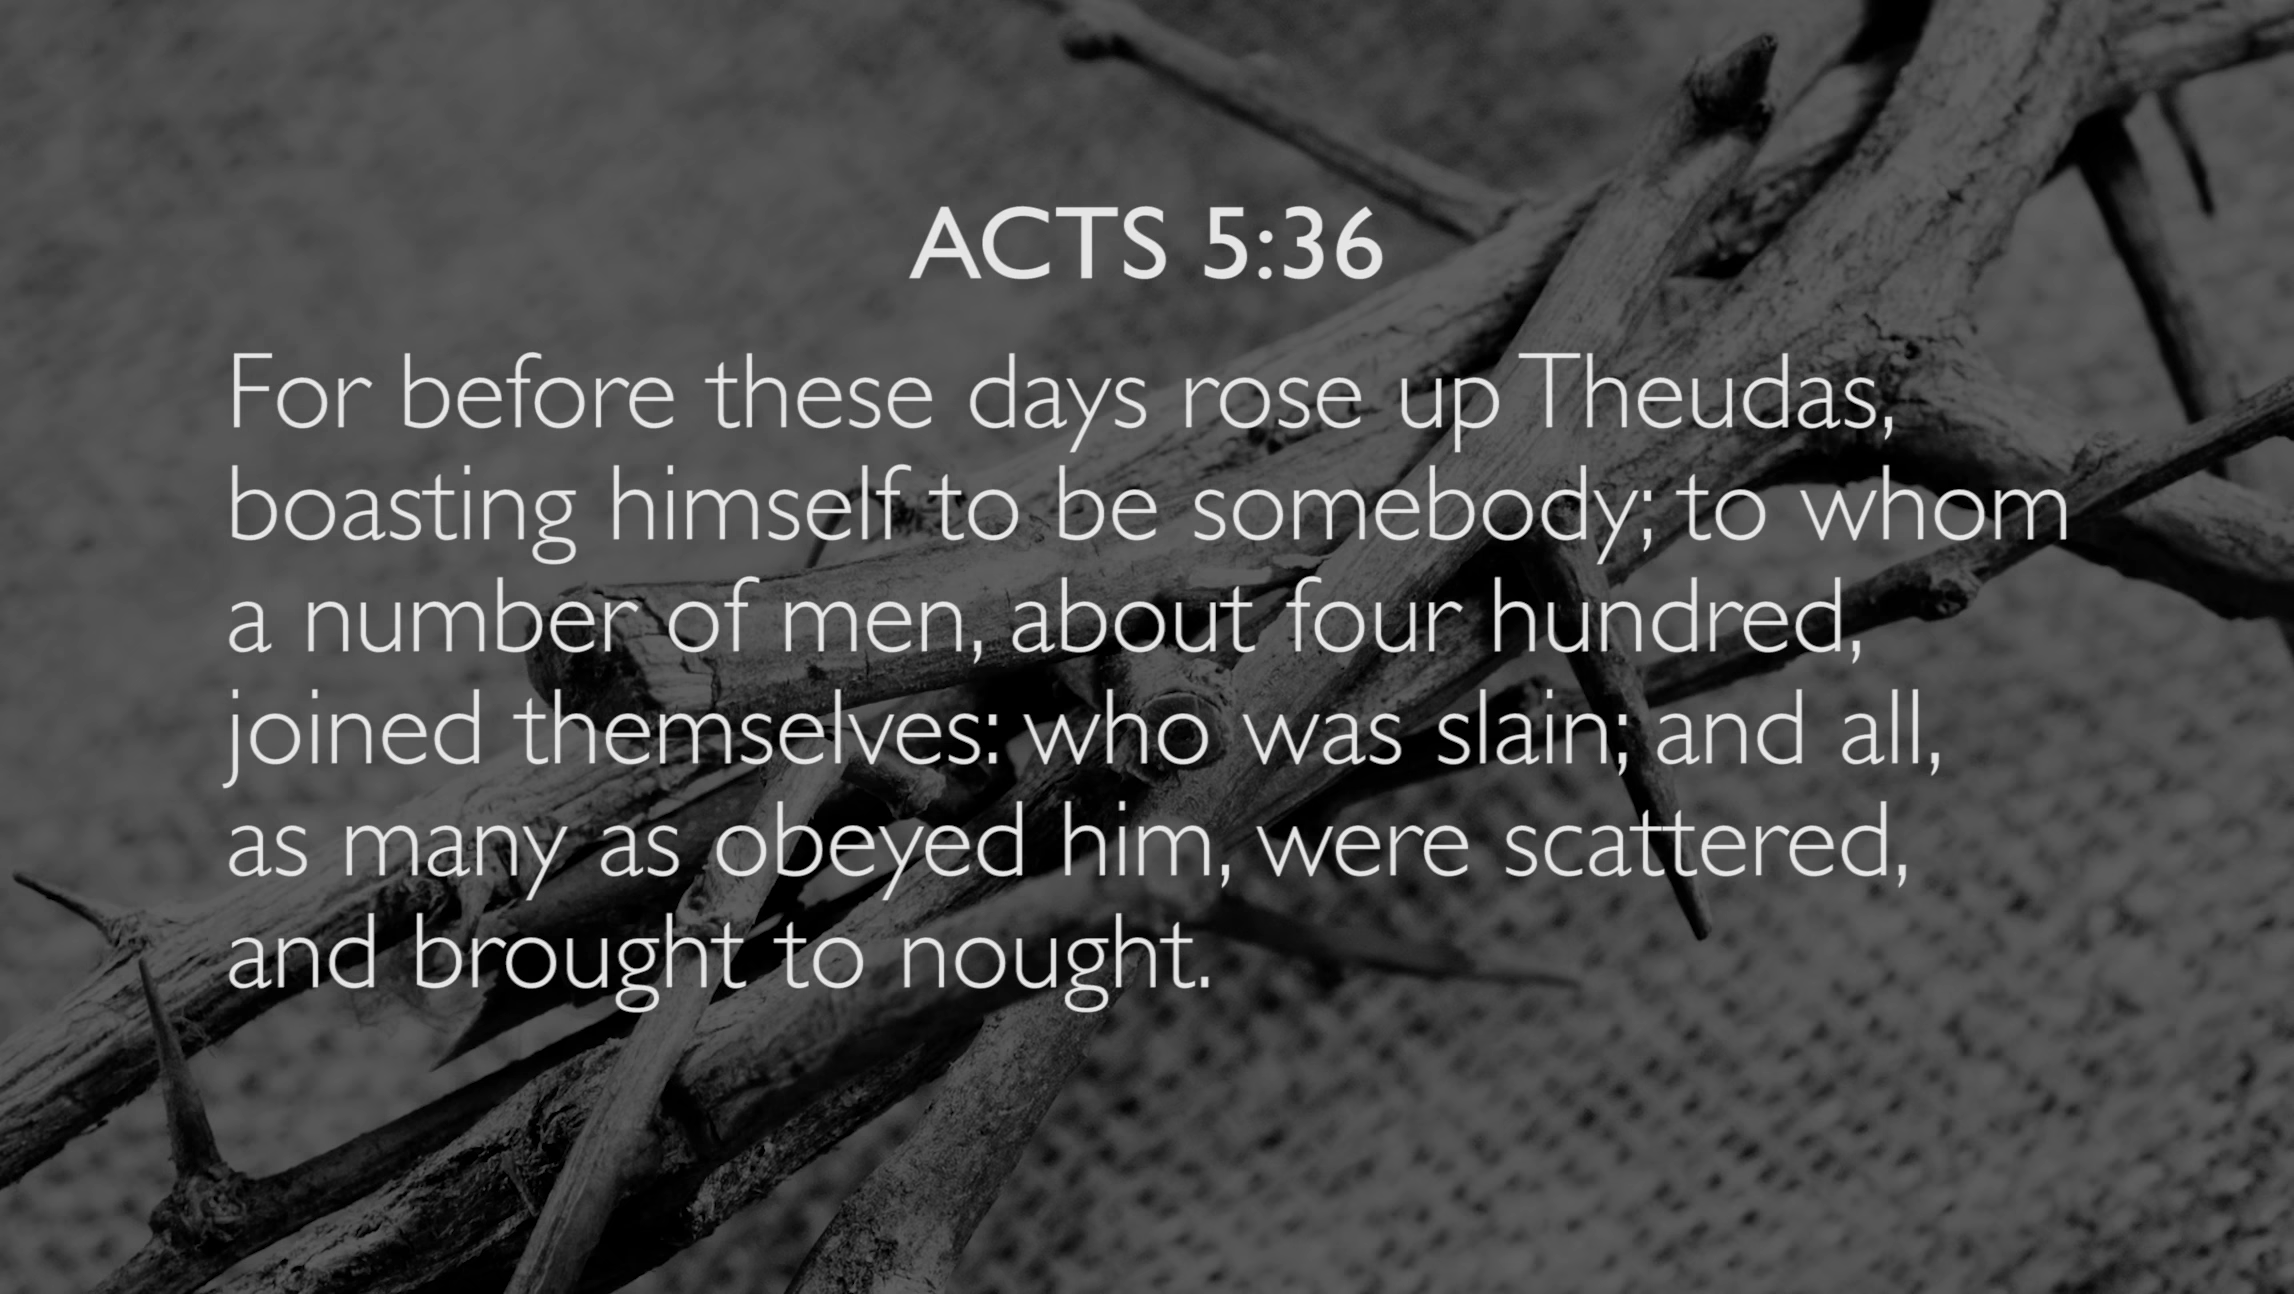 ACTS 5:36
For before these days rose up Theudas,
boasting himself to be somebody; to whom
a number of men, about four hundred,
joined themselves: who was slain; and all,
as many as obeyed him, were scattered,
and brought to nought.